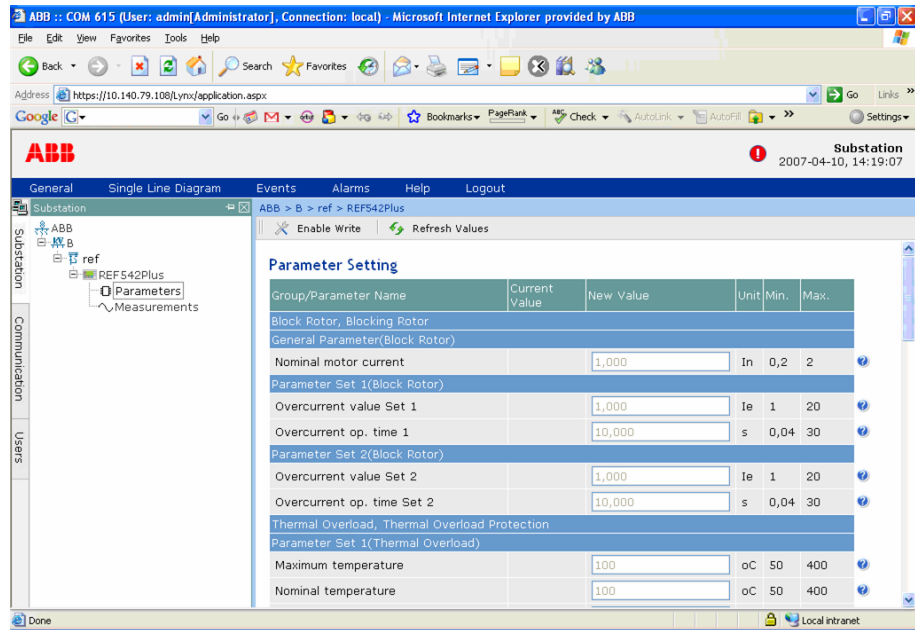 ABB :: COM 615 (User: admin[Administrator], Connection: local) - Microsoft Internet Explorer provided by ABB
File Edit View Favorites Tools Help
Back Search Favorites
Address https://10.140.79.108/Lynx/application.aspx Go Links »
Google G Go M Bookmarks PageRank ABC Check AutoLink AutoFill » Settings
ABB
Substation
2007-04-10, 14:19:07
General Single Line Diagram Events Alarms Help Logout
Substation
ABB > B > ref > REF542Plus
Enable Write Refresh Values
Substation
Communication
Users
ABB
B
ref
REF542Plus
Parameters
Measurements
Parameter Setting
Group/Parameter Name Current Value New Value Unit Min. Max.
Block Rotor, Blocking Rotor
General Parameter(Block Rotor)
Nominal motor current 1,000 In 0,2 2
Parameter Set 1(Block Rotor)
Overcurrent value Set 1 1,000 Ie 1 20
Overcurrent op. time 1 10,000 s 0,04 30
Parameter Set 2(Block Rotor)
Overcurrent value Set 2 1,000 Ie 1 20
Overcurrent op. time Set 2 10,000 s 0,04 30
Thermal Overload, Thermal Overload Protection
Parameter Set 1(Thermal Overload)
Maximum temperature 100 oC 50 400
Nominal temperature 100 oC 50 400
Done Local intranet